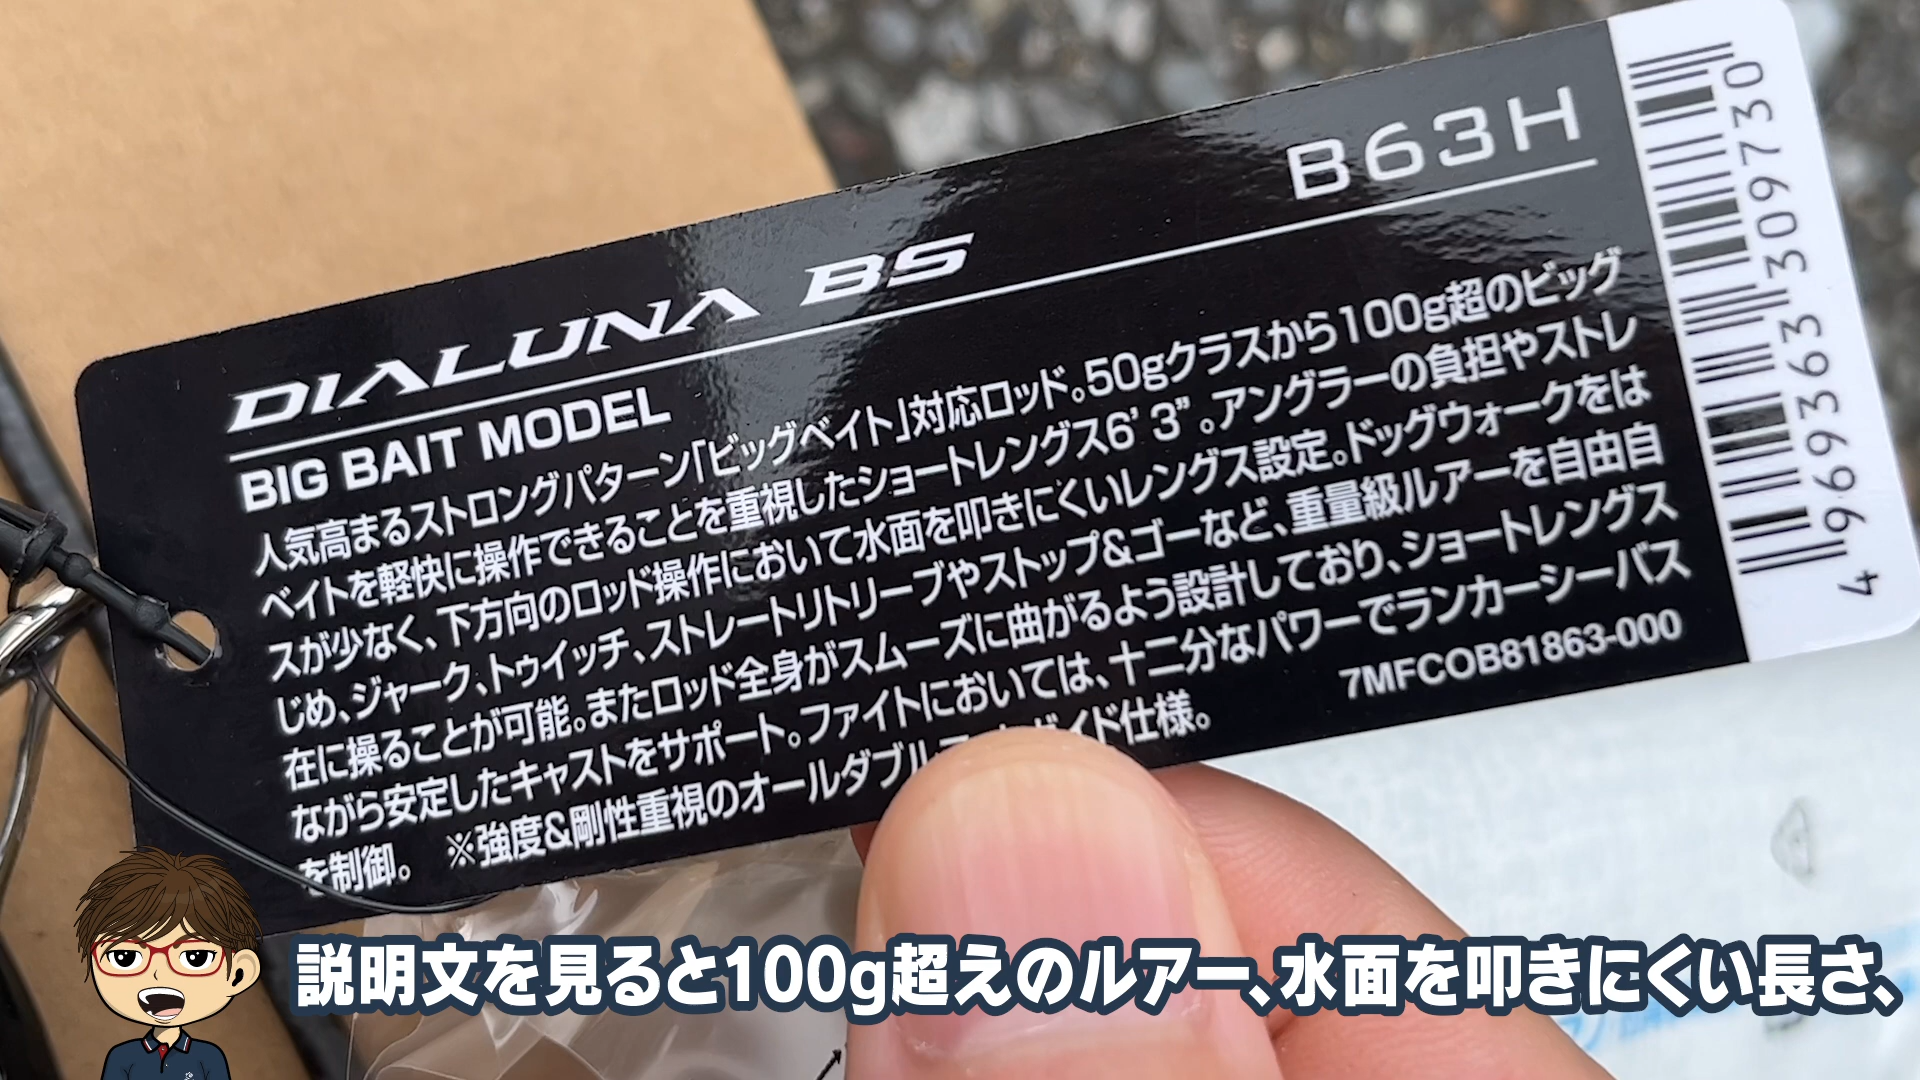 DIALUNA BS B63H
BIG BAIT MODEL
人気高まるストロングパターン「ビッグベイト」対応ロッド。50gクラスから100g超のビッグ
ベイトを軽快に操作できることを重視したショートレングス6’3”。アングラーの負担やストレ
スが少なく、下方向のロッド操作において水面を叩きにくいレングス設定。ドッグウォークをは
じめ、ジャーク、トゥイッチ、ストレートリトリーブやストップ&ゴーなど、重量級ルアーを自由自
在に操ることが可能。またロッド全身がスムーズに曲がるよう設計しており、ショートレングス
ながら安定したキャストをサポート。ファイトにおいては、十二分なパワーでランカーシーバス
を制御。 ※強度&剛性重視のオールダブル ガイド仕様。
7MFCOB81863-000
4 969363 309730
説明文を見ると100g超えのルアー、水面を叩きにくい長さ、